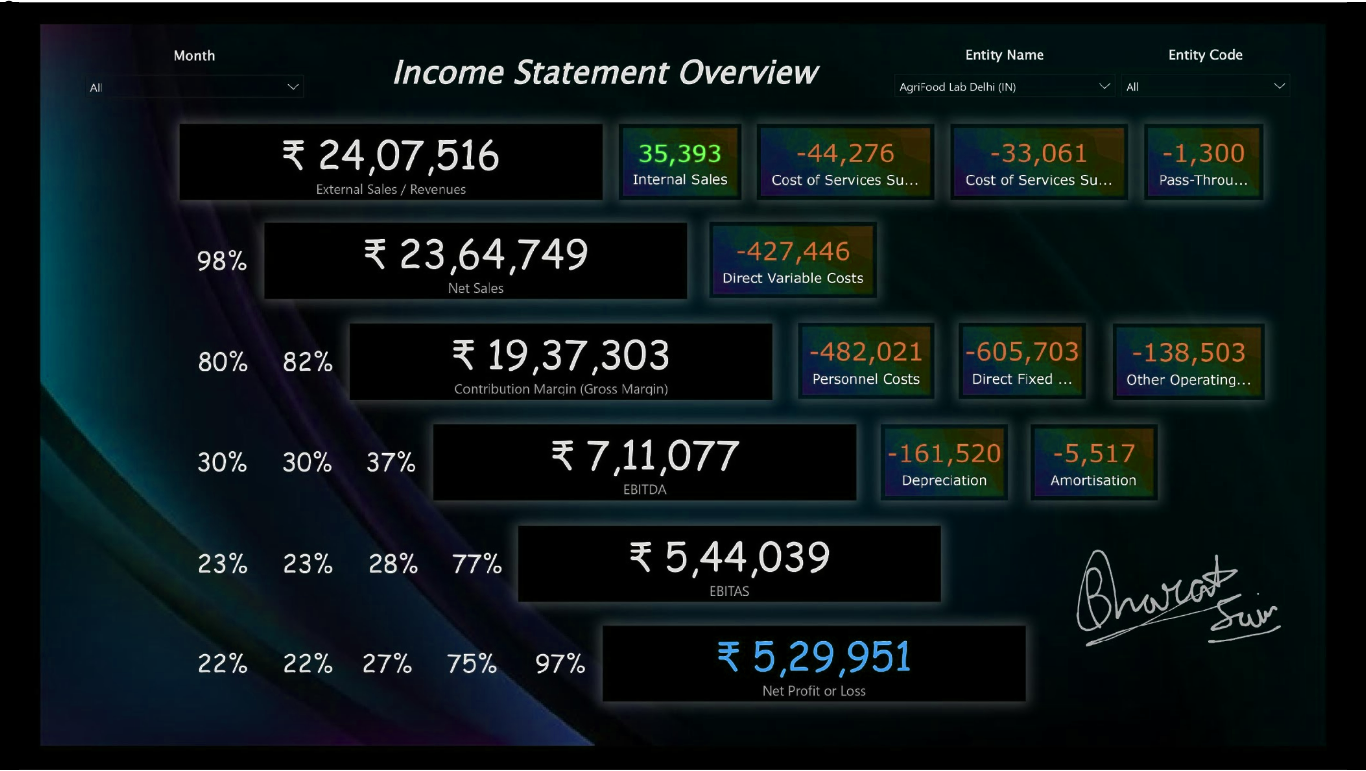 Month
Income Statement Overview
Entity Name
Entity Code
All
AgriFood Lab Delhi (IN)
All
₹ 24,07,516
External Sales / Revenues
35,393
Internal Sales
-44,276
Cost of Services Su...
-33,061
Cost of Services Su...
-1,300
Pass-Throu...
98%
₹ 23,64,749
Net Sales
-427,446
Direct Variable Costs
80% 82%
₹ 19,37,303
Contribution Margin (Gross Margin)
-482,021
Personnel Costs
-605,703
Direct Fixed ...
-138,503
Other Operating...
30% 30% 37%
₹ 7,11,077
EBITDA
-161,520
Depreciation
-5,517
Amortisation
23% 23% 28% 77%
₹ 5,44,039
EBITAS
Bharat
22% 22% 27% 75% 97%
₹ 5,29,951
Net Profit or Loss